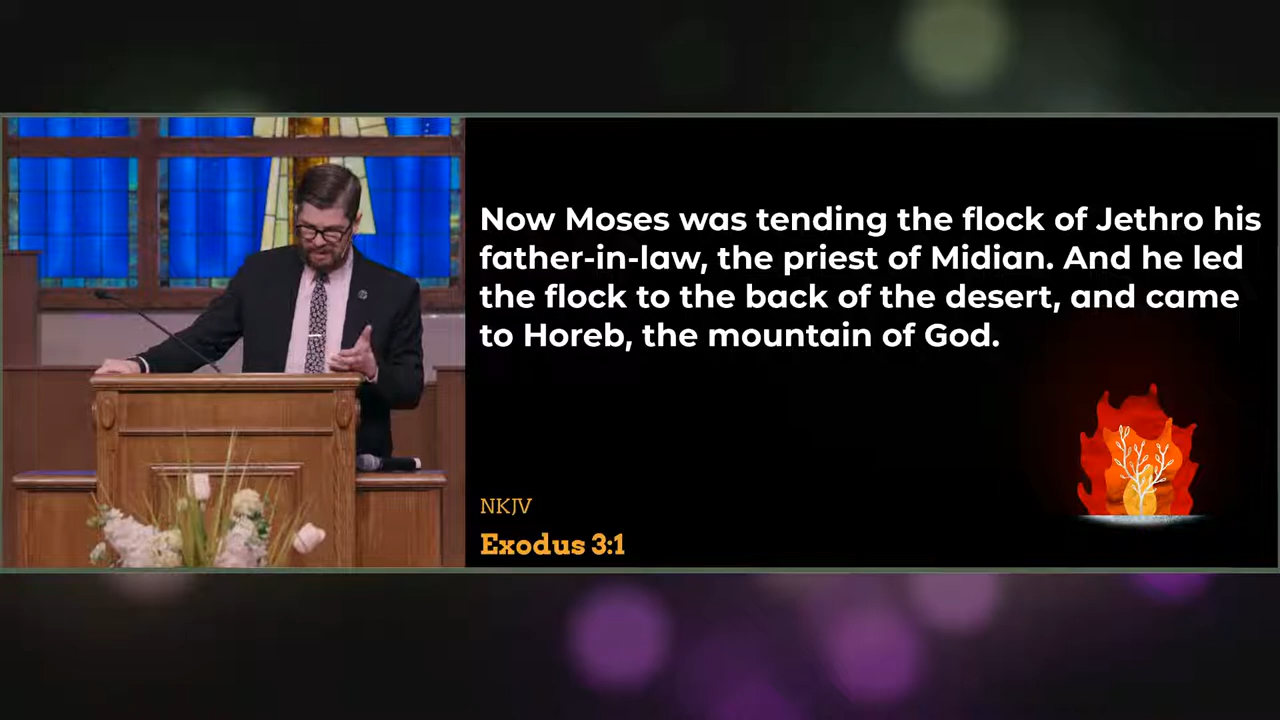 Now Moses was tending the flock of Jethro his
father-in-law, the priest of Midian. And he led
the flock to the back of the desert, and came
to Horeb, the mountain of God.
NKJV
Exodus 3:1